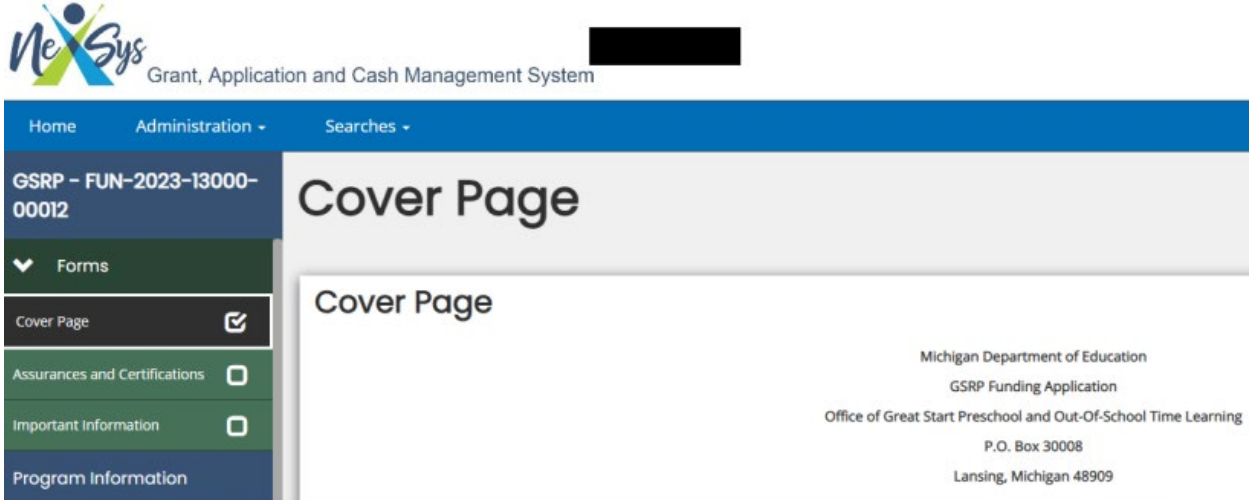 NexSys
Grant, Application and Cash Management System
Home Administration Searches
GSRP - FUN-2023-13000-
00012
Forms
Cover Page
Assurances and Certifications
Important Information
Program Information
Cover Page
Cover Page
Michigan Department of Education
GSRP Funding Application
Office of Great Start Preschool and Out-Of-School Time Learning
P.O. Box 30008
Lansing, Michigan 48909